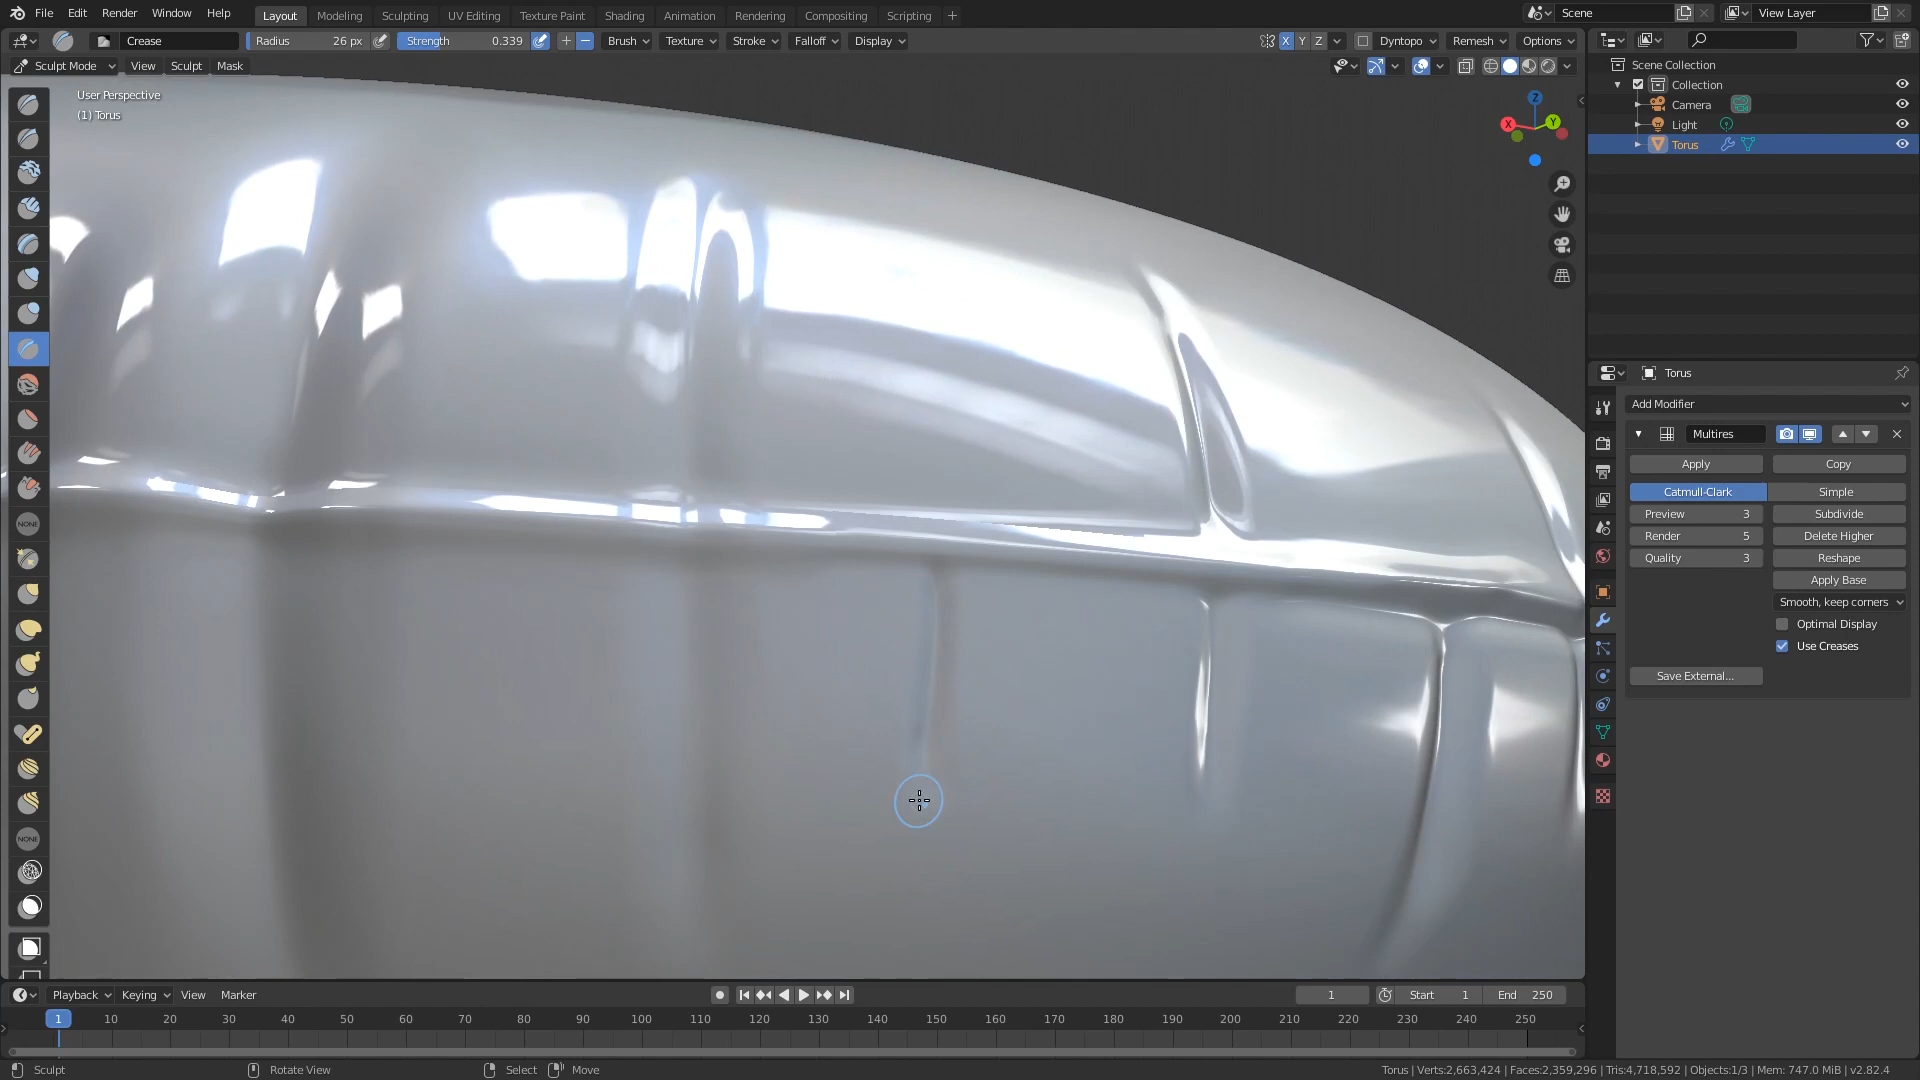 File Edit Render Window Help Layout Modeling Sculpting UV Editing Texture Paint Shading Animation Rendering Compositing Scripting + Scene View Layer
Crease Radius 26 px Strength 0.339 Brush Texture Stroke Falloff Display X Y Z Dyntopo Remesh Options
Sculpt Mode View Sculpt Mask
User Perspective
(1) Torus
Z
X
Y
NONE
NONE
Scene Collection
Collection
Camera
Light
Torus
Torus
Add Modifier
Multires
Apply Copy
Catmull-Clark Simple
Preview 3 Subdivide
Render 5 Delete Higher
Quality 3 Reshape
Apply Base
Smooth, keep corners
Optimal Display
Use Creases
Save External...
Playback Keying View Marker 1 Start 1 End 250
1 10 20 30 40 50 60 70 80 90 100 110 120 130 140 150 160 170 180 190 200 210 220 230 240 250
Sculpt Rotate View Select Move Torus | Verts:2,663,424 | Faces:2,359,296 | Tris:4,718,592 | Objects:1/3 | Mem: 747.0 MiB | v2.82.4